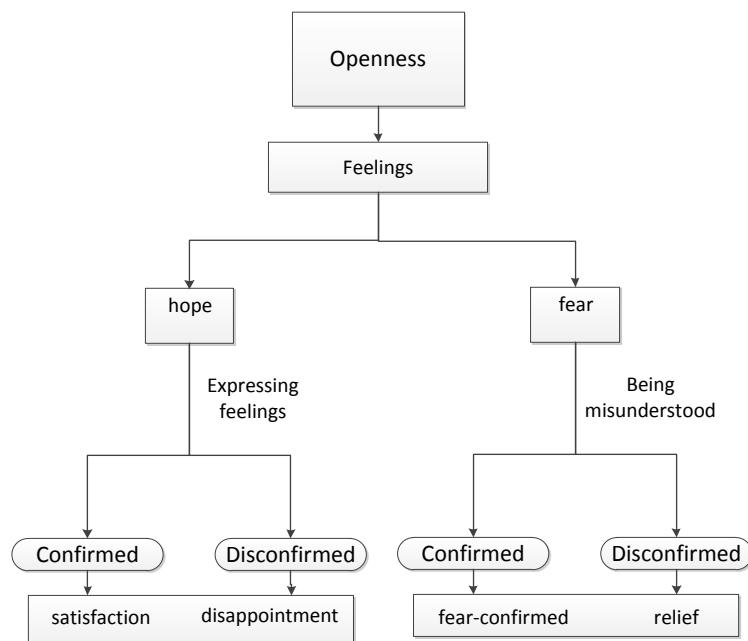 Openness
Feelings
hope
fear
Expressing
feelings
Being
misunderstood
Confirmed
Disconfirmed
Confirmed
Disconfirmed
satisfaction
disappointment
fear-confirmed
relief